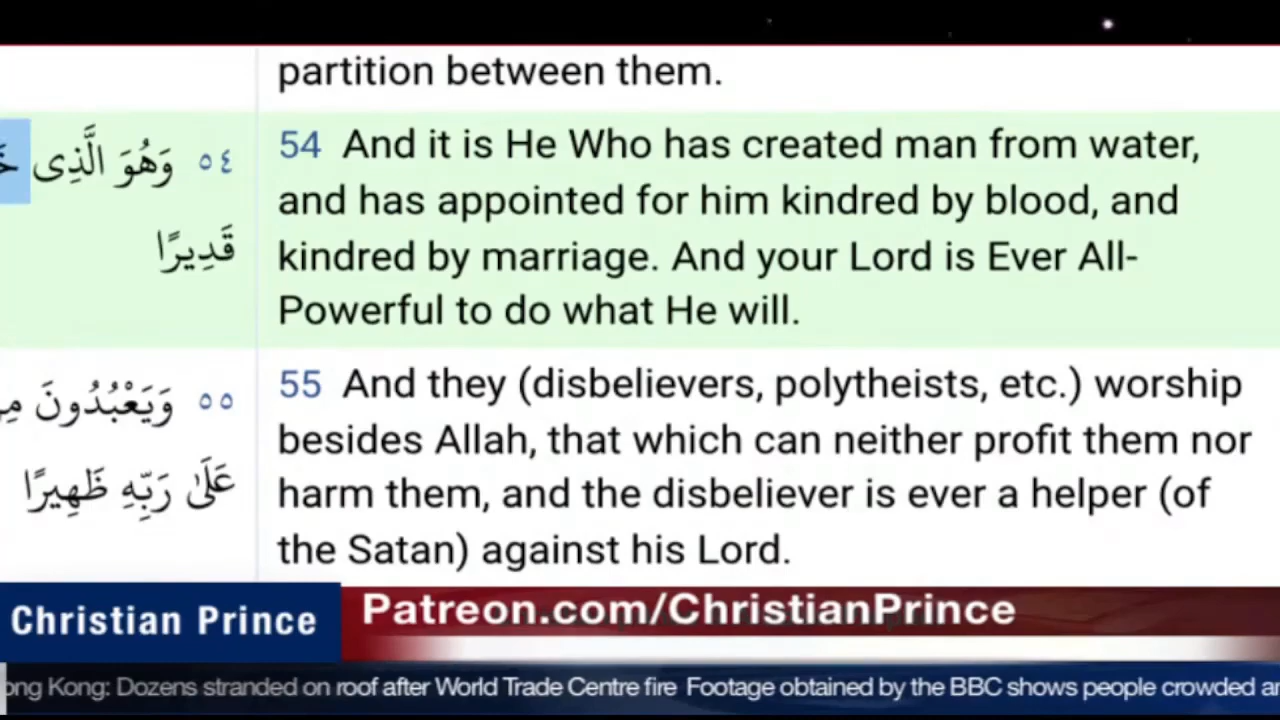 partition between them.
٥٤ وَهُوَ الَّذِى
قَدِيرًا
54 And it is He Who has created man from water,
and has appointed for him kindred by blood, and
kindred by marriage. And your Lord is Ever All-
Powerful to do what He will.
٥٥ وَيَعْبُدُونَ
عَلَىٰ رَبِّهِۦ ظَهِيرًا
55 And they (disbelievers, polytheists, etc.) worship
besides Allah, that which can neither profit them nor
harm them, and the disbeliever is ever a helper (of
the Satan) against his Lord.
Christian Prince
Patreon.com/ChristianPrince
ong Kong: Dozens stranded on roof after World Trade Centre fire Footage obtained by the BBC shows people crowded